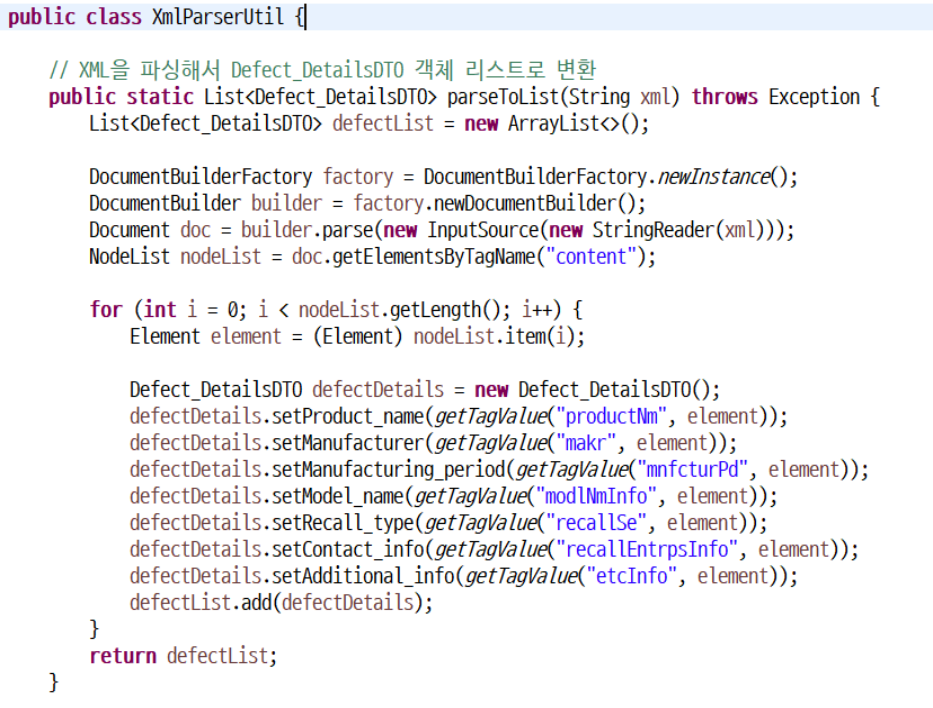 public class XmlParserUtil {
// XML을 파싱해서 Defect_DetailsDTO 객체 리스트로 변환
public static List<Defect_DetailsDTO> parseToList(String xml) throws Exception {
List<Defect_DetailsDTO> defectList = new ArrayList<>();
DocumentBuilderFactory factory = DocumentBuilderFactory.newInstance();
DocumentBuilder builder = factory.newDocumentBuilder();
Document doc = builder.parse(new InputSource(new StringReader(xml)));
NodeList nodeList = doc.getElementsByTagName("content");
for (int i = 0; i < nodeList.getLength(); i++) {
Element element = (Element) nodeList.item(i);
Defect_DetailsDTO defectDetails = new Defect_DetailsDTO();
defectDetails.setProduct_name(getTagValue("productNm", element));
defectDetails.setManufacturer(getTagValue("makr", element));
defectDetails.setManufacturing_period(getTagValue("mnfcturPd", element));
defectDetails.setModel_name(getTagValue("modlNmInfo", element));
defectDetails.setRecall_type(getTagValue("recallSe", element));
defectDetails.setContact_info(getTagValue("recallEntrpsInfo", element));
defectDetails.setAdditional_info(getTagValue("etcInfo", element));
defectList.add(defectDetails);
}
return defectList;
}